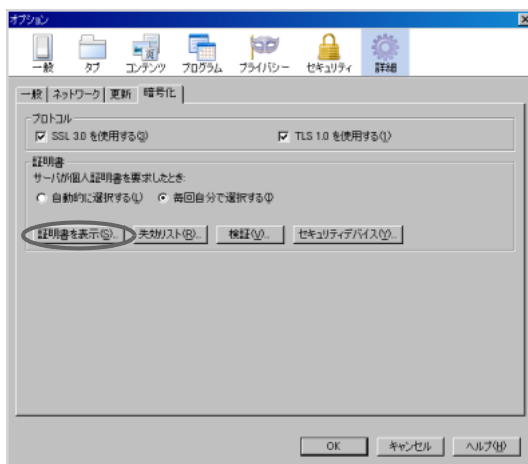 オプション
一般 タブ コンテンツ プログラム プライバシー セキュリティ 詳細
一般 ネットワーク 更新 暗号化
プロトコル
SSL 3.0 を使用する(3) TLS 1.0 を使用する(1)
証明書
サーバが個人証明書を要求したとき:
自動的に選択する(L) 毎回自分で選択する(I)
証明書を表示(S)... 失効リスト(R)... 検証(V)... セキュリティデバイス(Y)...
OK キャンセル ヘルプ(H)